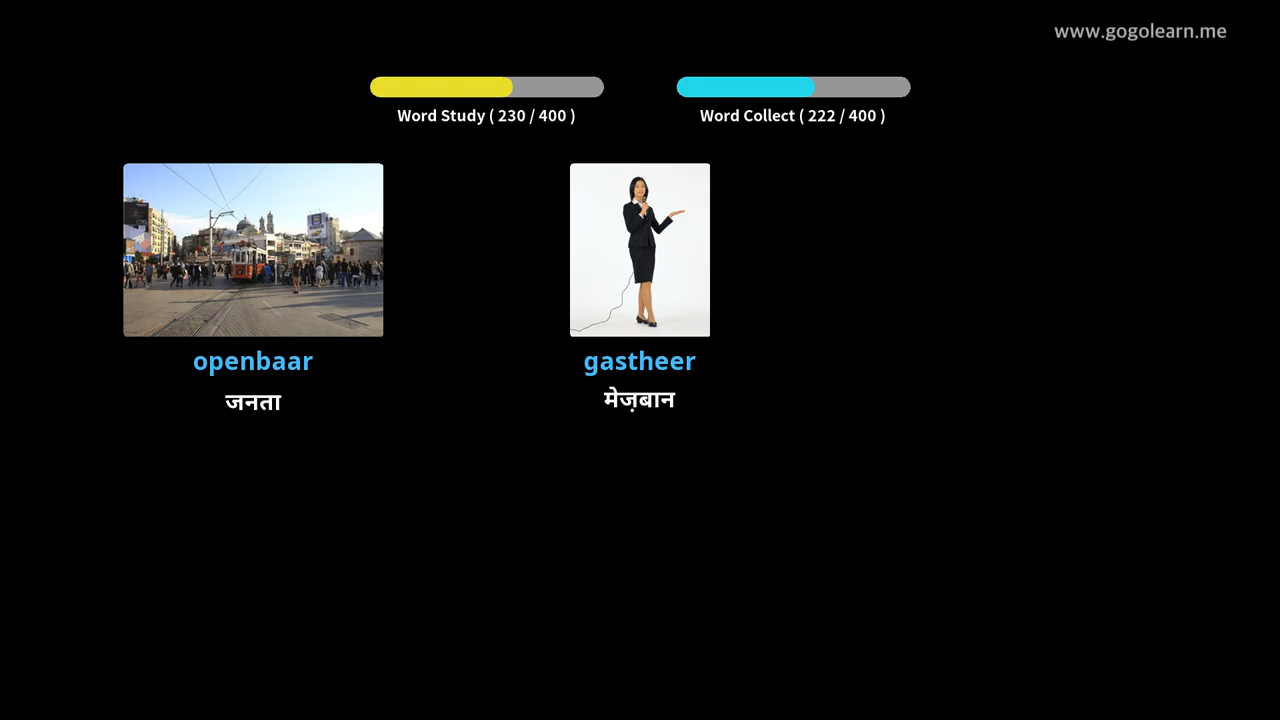 www.gogolearn.me
Word Study ( 230 / 400 )
Word Collect ( 222 / 400 )
openbaar
जनता
gastheer
मेज़बान